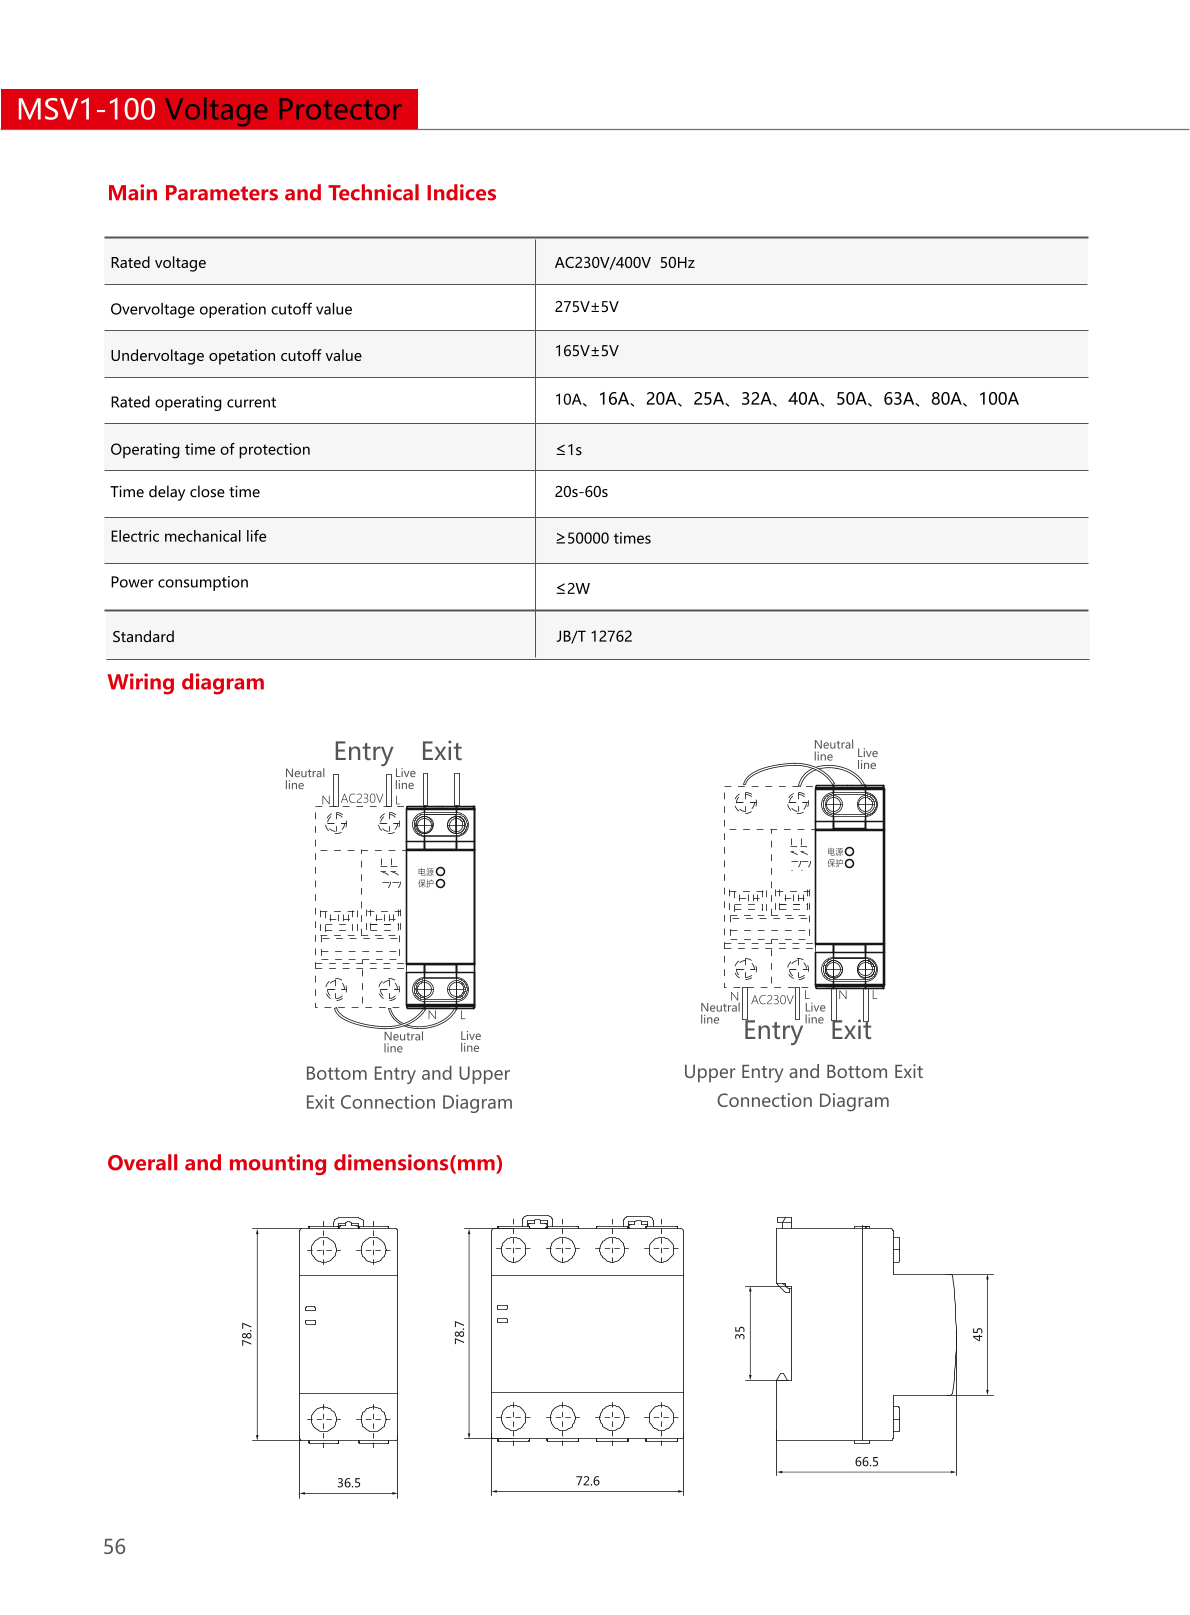 MSV1-100 Voltage Protector
Main Parameters and Technical Indices
Rated voltage AC230V/400V 50Hz
Overvoltage operation cutoff value 275V±5V
Undervoltage opetation cutoff value 165V±5V
Rated operating current 10A、16A、20A、25A、32A、40A、50A、63A、80A、100A
Operating time of protection ≤1s
Time delay close time 20s-60s
Electric mechanical life ≥50000 times
Power consumption ≤2W
Standard JB/T 12762
Wiring diagram
Entry Exit
Neutral
line
Live
line
N AC230V L
电源
保护
N L
Neutral
line
Live
line
Bottom Entry and Upper
Exit Connection Diagram
Neutral
line
Live
line
电源
保护
N AC230V L N L
Neutral
line
Live
line
Entry Exit
Upper Entry and Bottom Exit
Connection Diagram
Overall and mounting dimensions(mm)
78.7
36.5
78.7
72.6
35
45
66.5
56